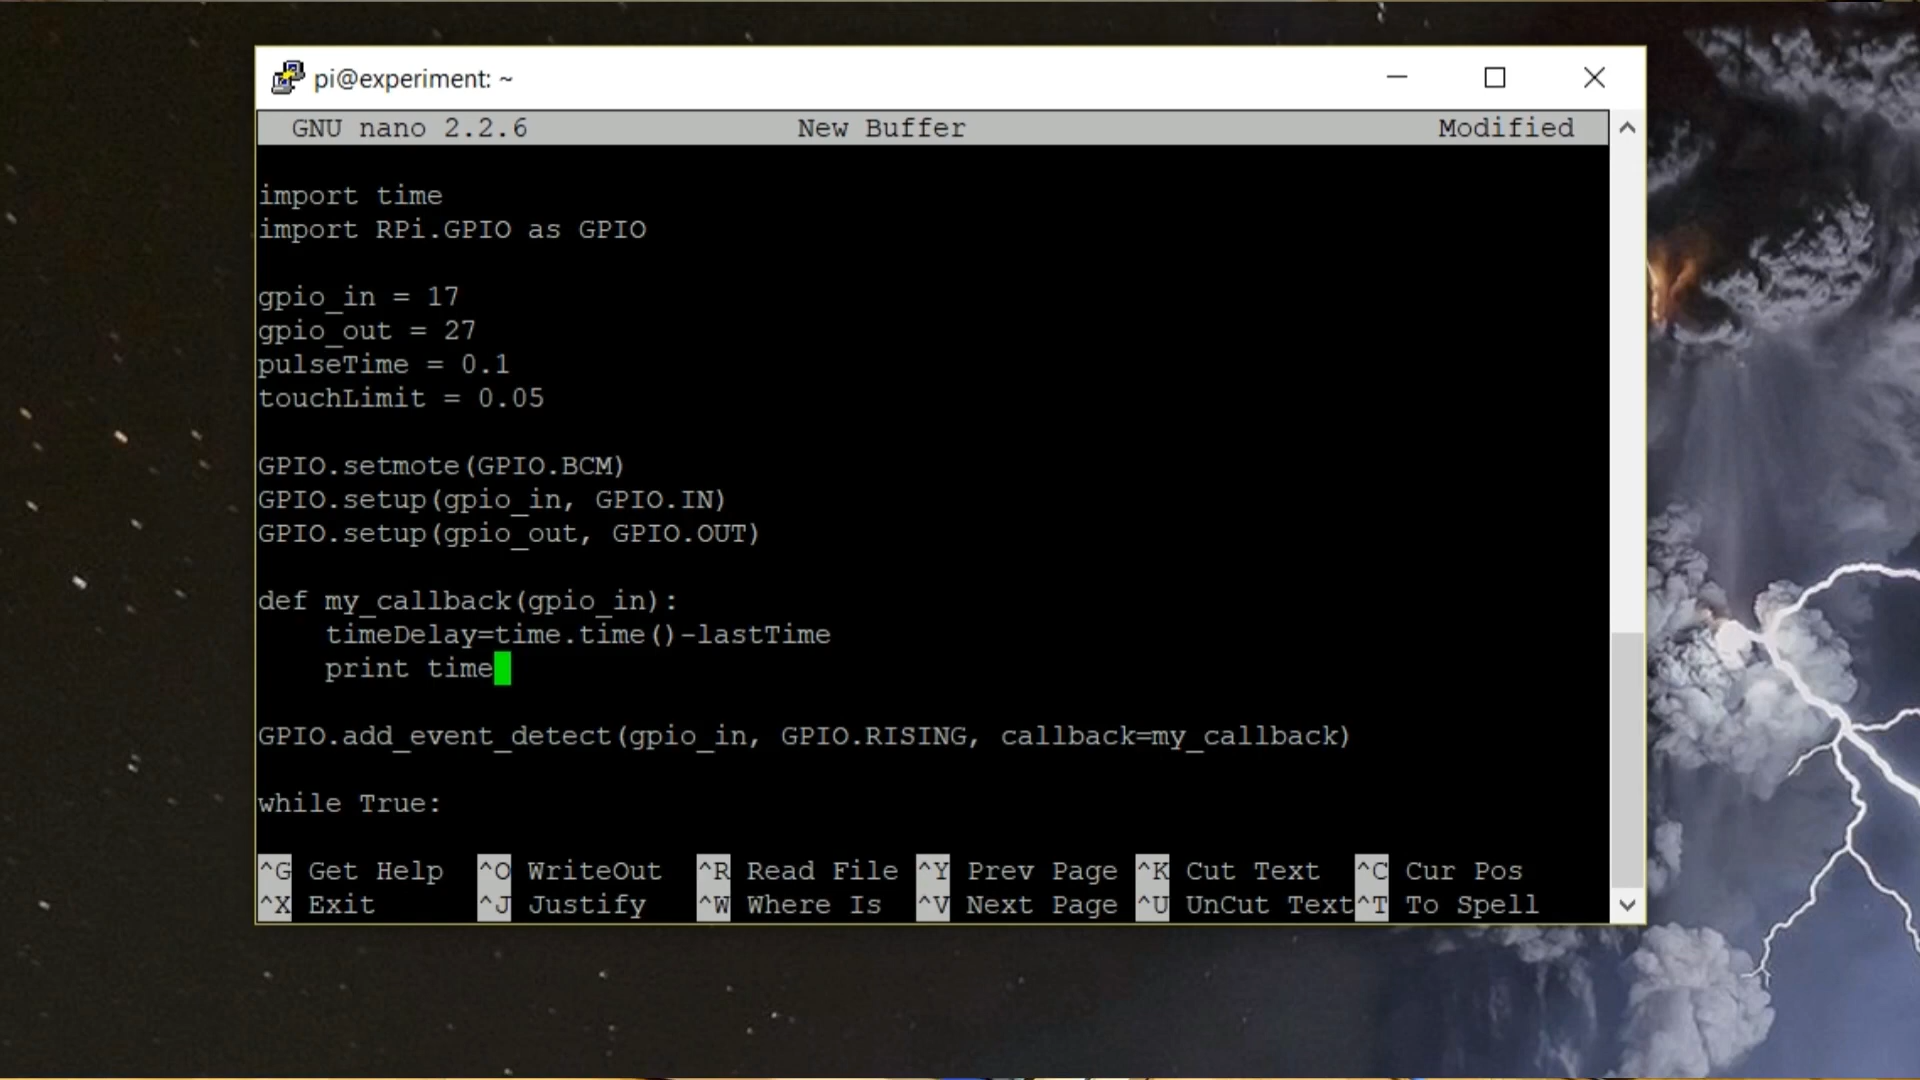 pi@experiment: ~
GNU nano 2.2.6 New Buffer Modified
import time
import RPi.GPIO as GPIO
gpio_in = 17
gpio_out = 27
pulseTime = 0.1
touchLimit = 0.05
GPIO.setmote(GPIO.BCM)
GPIO.setup(gpio_in, GPIO.IN)
GPIO.setup(gpio_out, GPIO.OUT)
def my_callback(gpio_in):
    timeDelay=time.time()-lastTime
    print time
GPIO.add_event_detect(gpio_in, GPIO.RISING, callback=my_callback)
while True:
^G Get Help ^O WriteOut ^R Read File ^Y Prev Page ^K Cut Text ^C Cur Pos
^X Exit ^J Justify ^W Where Is ^V Next Page ^U UnCut Text ^T To Spell